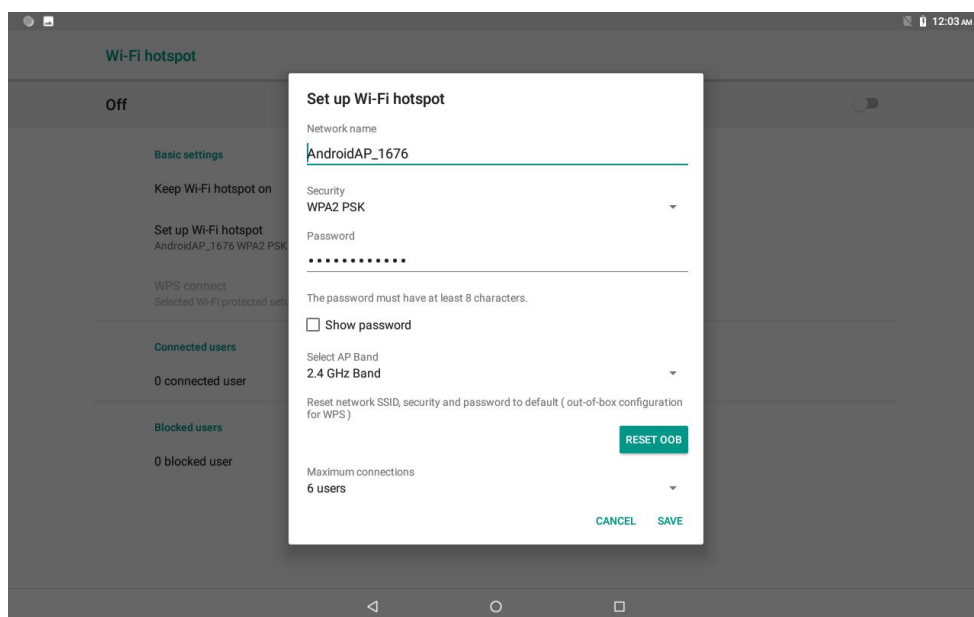 12:03 AM
Wi-Fi hotspot
Off
Basic settings
Keep Wi-Fi hotspot on
Set up Wi-Fi hotspot
AndroidAP_1676 WPA2 PSK
WPS connect
Selected Wi-Fi protected
Connected users
0 connected user
Blocked users
0 blocked user
Set up Wi-Fi hotspot
Network name
AndroidAP_1676
Security
WPA2 PSK
Password
••••••••••••
The password must have at least 8 characters.
Show password
Select AP Band
2.4 GHz Band
Reset network SSID, security and password to default ( out-of-box configuration
for WPS )
RESET OOB
Maximum connections
6 users
CANCEL SAVE